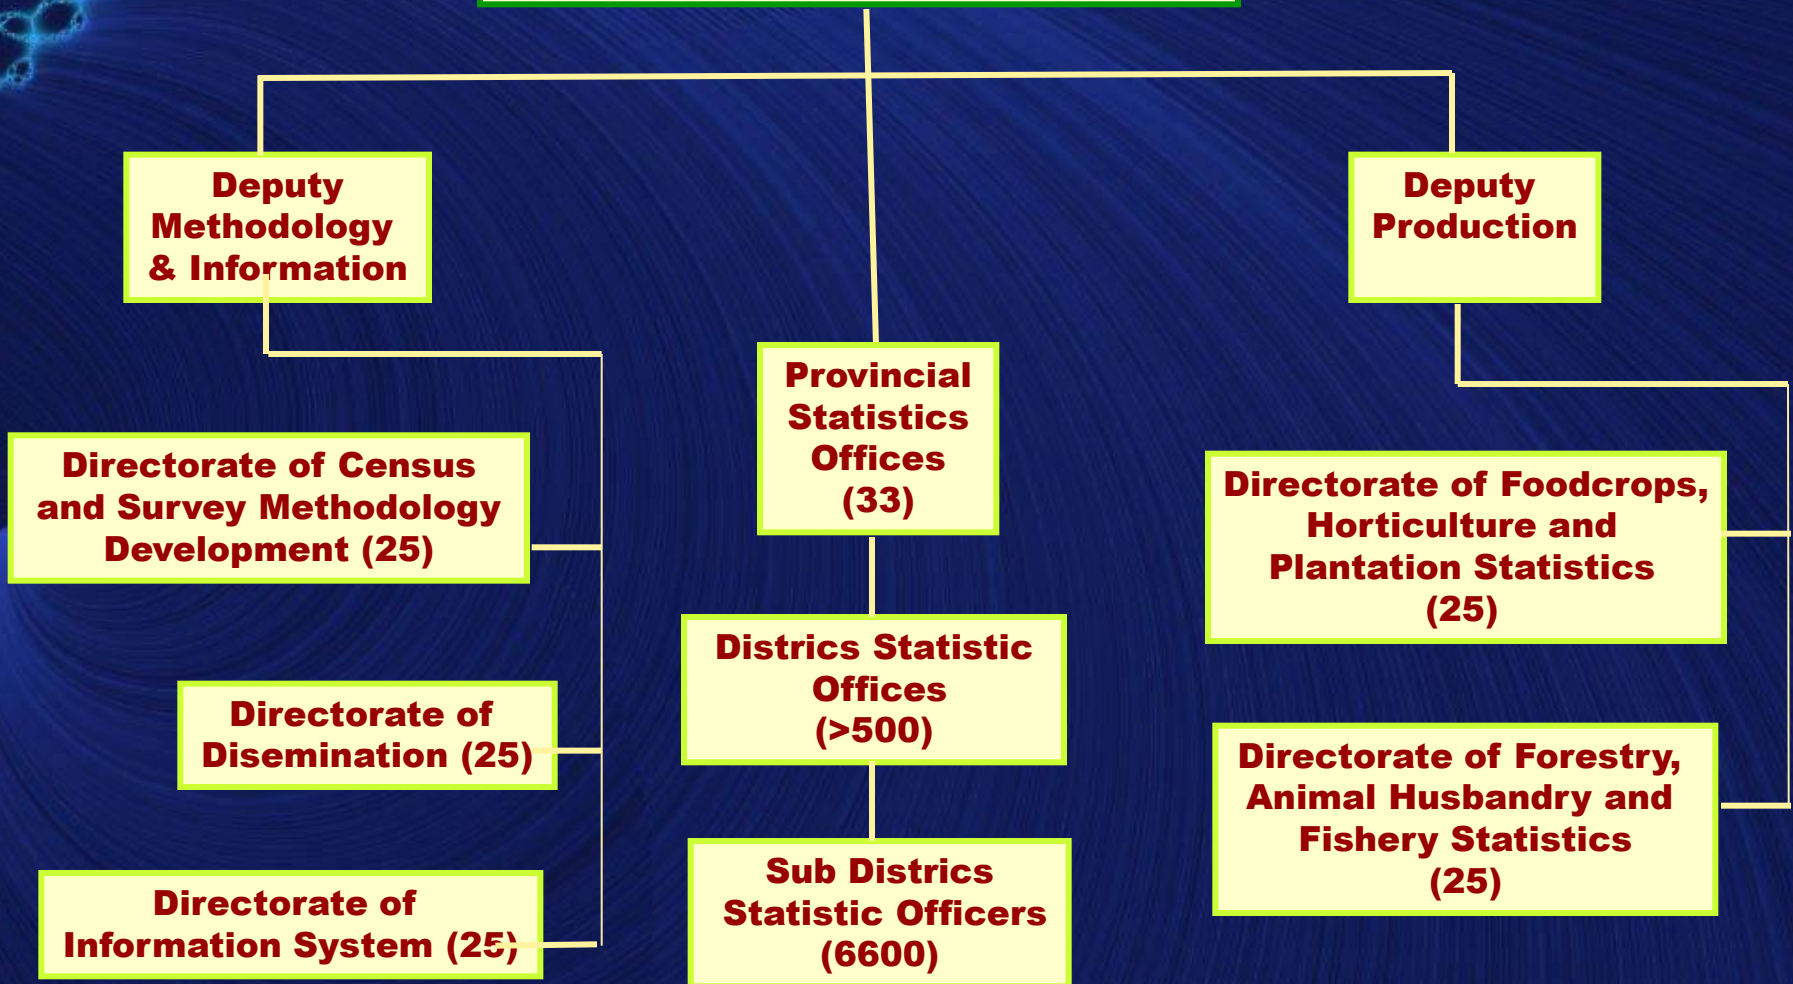 Deputy
Methodology
& Information
Deputy
Production
Provincial
Statistics
Offices
(33)
Directorate of Census
and Survey Methodology
Development (25)
Directorate of Foodcrops,
Horticulture and
Plantation Statistics
(25)
Districs Statistic
Offices
(>500)
Directorate of
Disemination (25)
Directorate of Forestry,
Animal Husbandry and
Fishery Statistics
(25)
Sub Districs
Statistic Officers
(6600)
Directorate of
Information System (25)